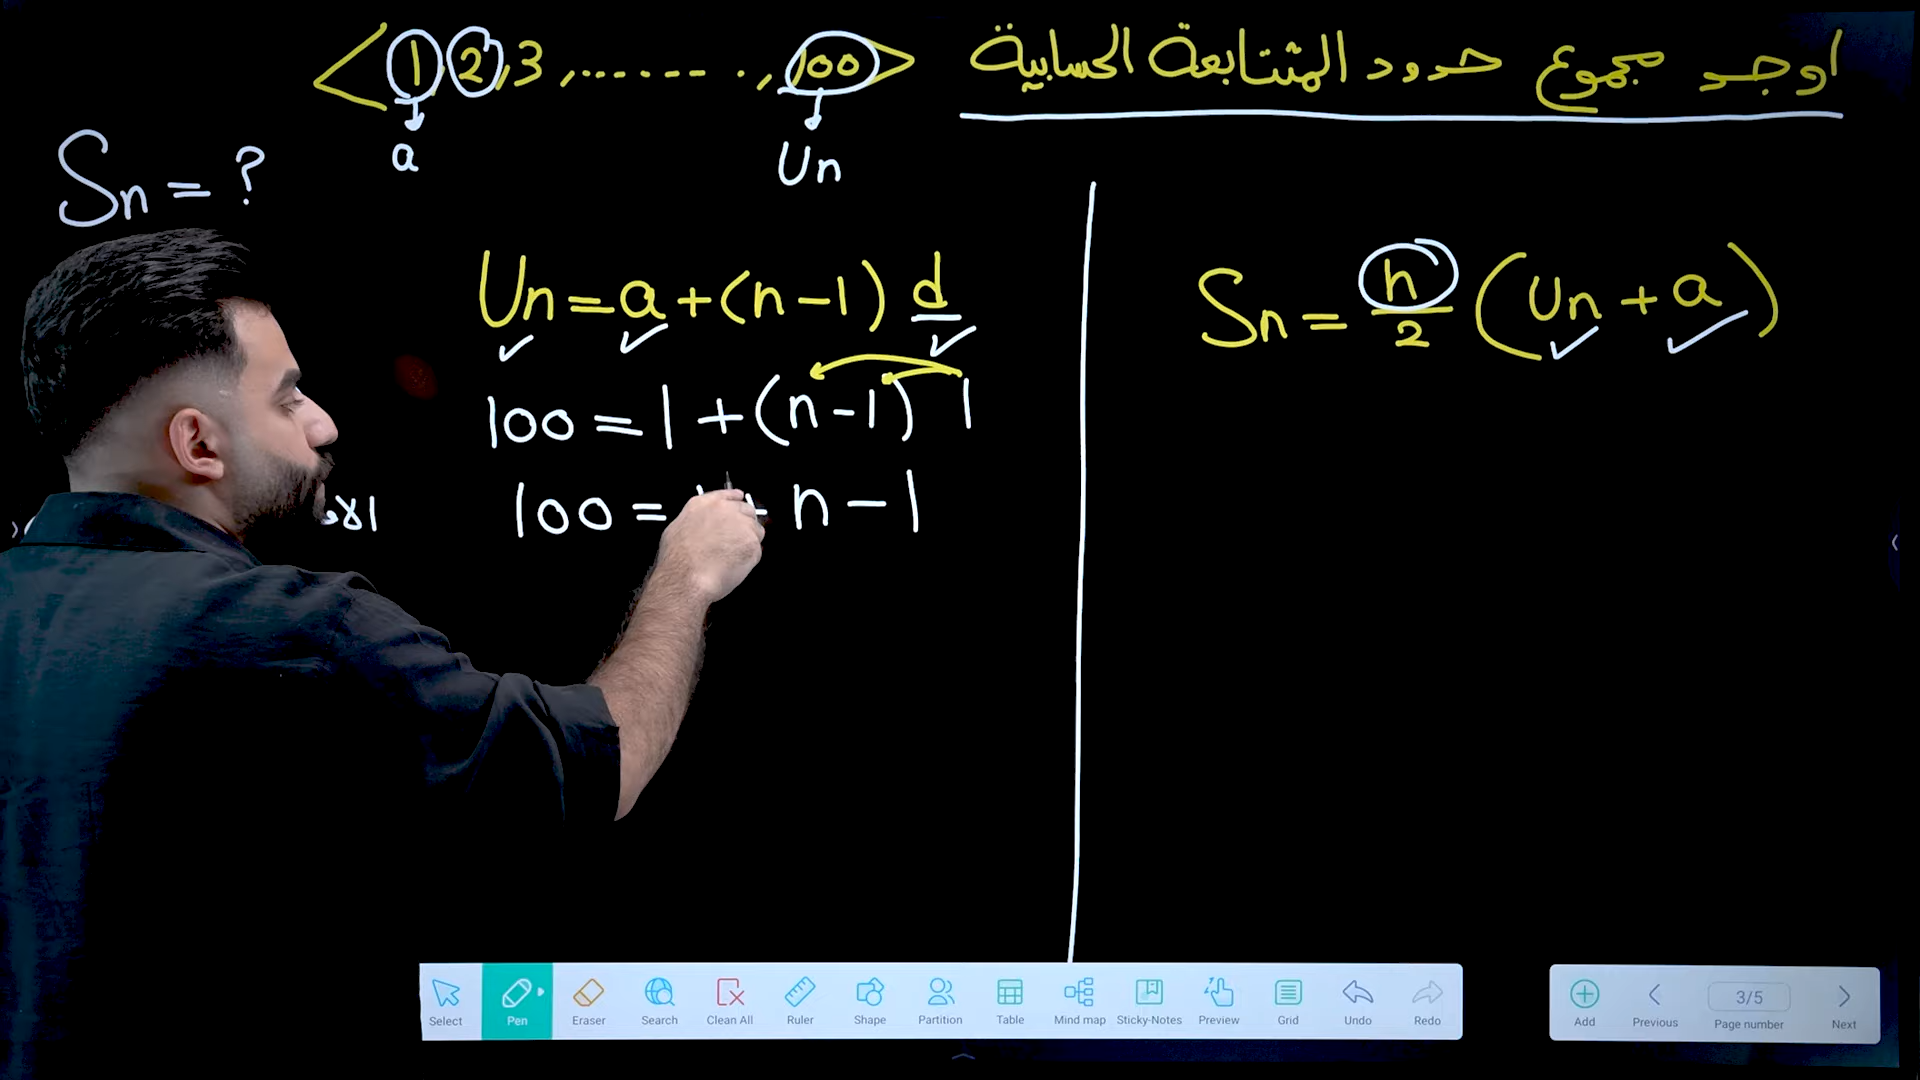 اوجد مجموع حدود المتتابعة الحسابية <1, 2, 3, ......., 100>
a
Un
Sn = ?
Un = a + (n-1) d
100 = 1 + (n-1) 1
100 = 1 + n - 1
Sn = n/2 (Un + a)
Select Pen Eraser Search Clean All Ruler Shape Partition Table Mind map Sticky-Notes Preview Grid Undo Redo
Add Previous 3/5 Page number Next